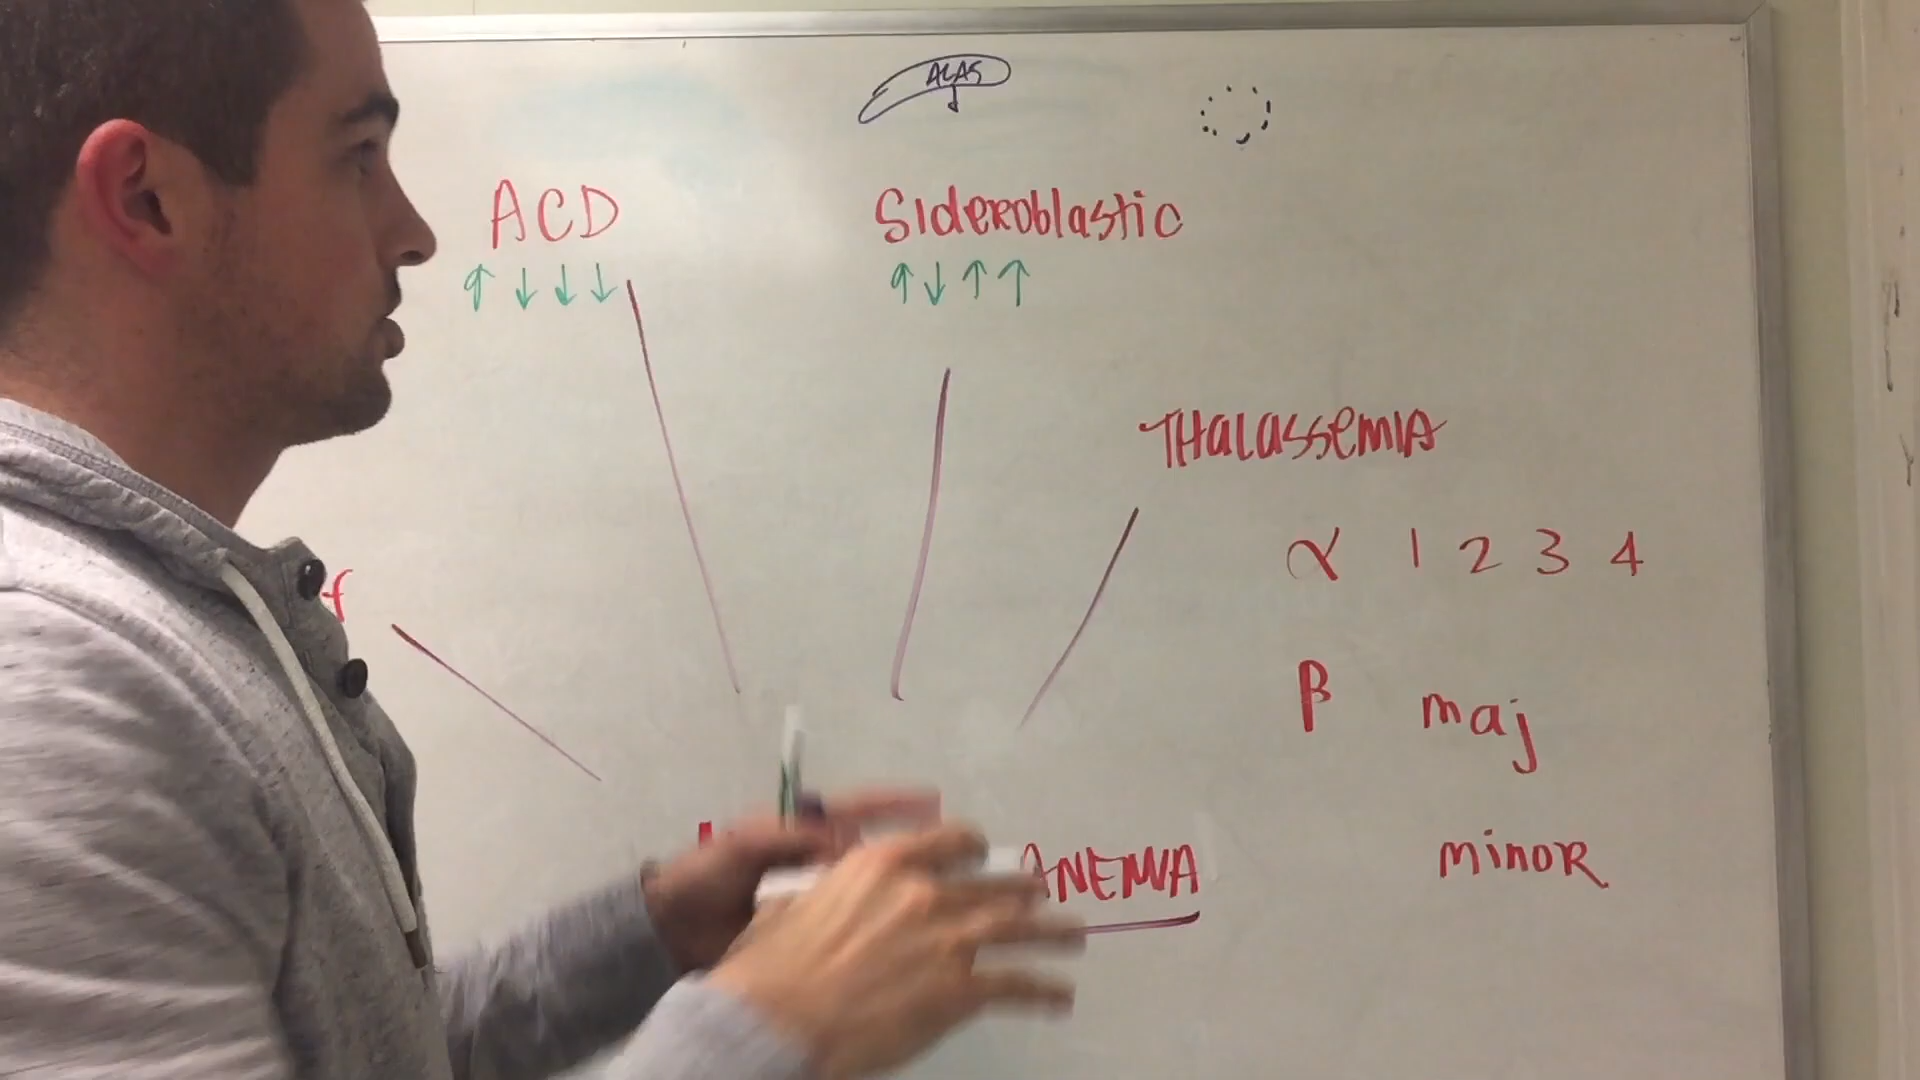 ALAS
ACD
↑ ↓ ↓ ↓
Sideroblastic
↑ ↓ ↑ ↑
THalassemIA
α 1 2 3 4
f
β maj
minor
ANEMIA